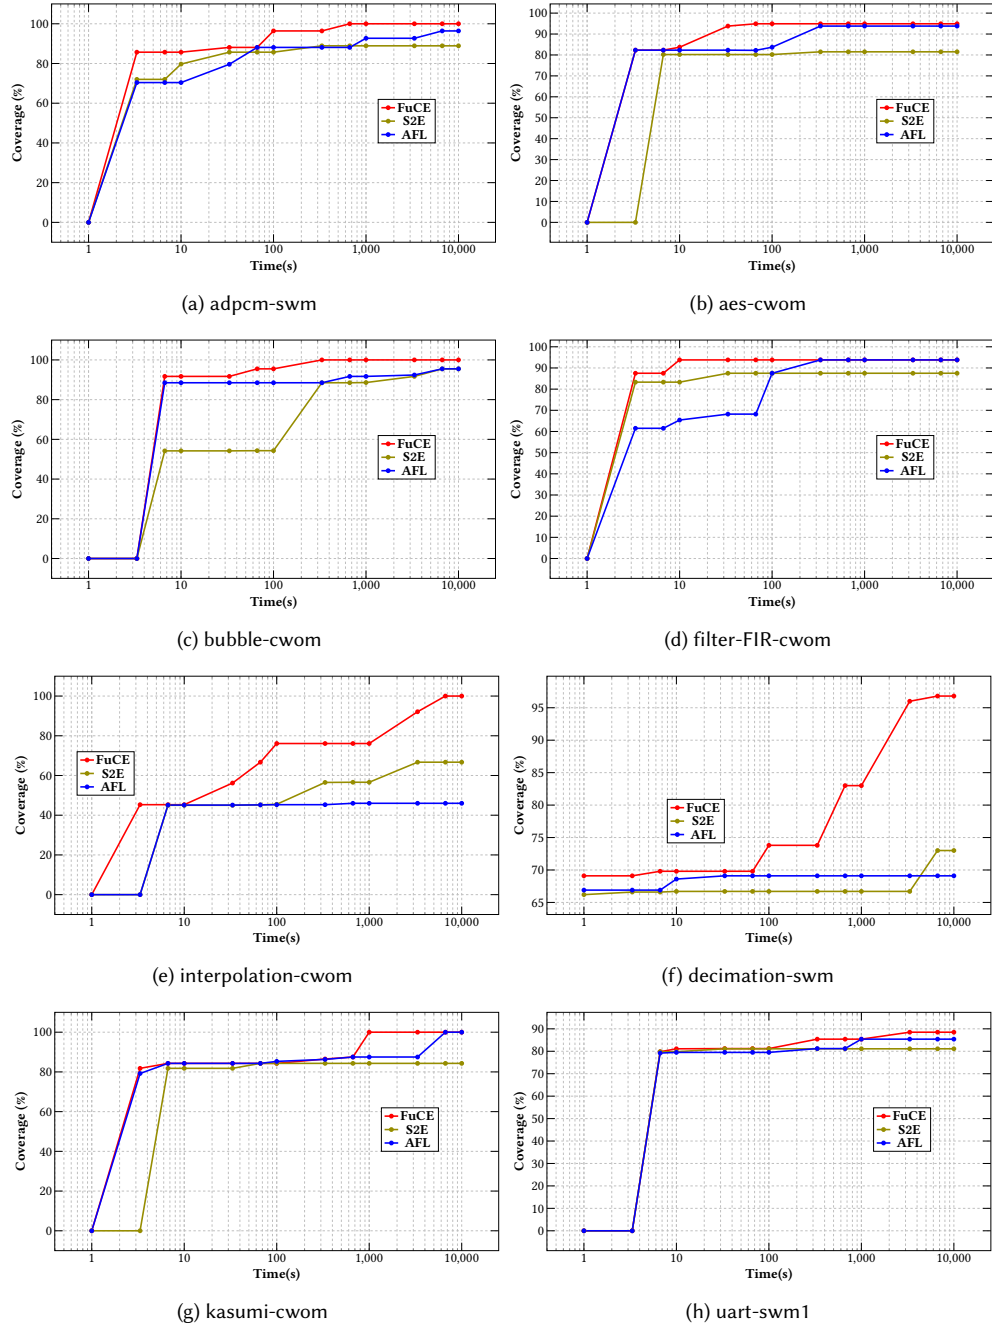 100
80
60
40
20
0
Coverage (%)
FuCE
S2E
AFL
1 10 100 1,000 10,000
Time(s)
(a) adpcm-swm
100
90
80
70
60
50
40
30
20
10
0
Coverage (%)
FuCE
S2E
AFL
1 10 100 1,000 10,000
Time(s)
(b) aes-cwom
100
80
60
40
20
0
Coverage (%)
FuCE
S2E
AFL
1 10 100 1,000 10,000
Time(s)
(c) bubble-cwom
100
90
80
70
60
50
40
30
20
10
0
Coverage (%)
FuCE
S2E
AFL
1 10 100 1,000 10,000
Time(s)
(d) filter-FIR-cwom
100
80
60
40
20
0
Coverage (%)
FuCE
S2E
AFL
1 10 100 1,000 10,000
Time(s)
(e) interpolation-cwom
95
90
85
80
75
70
65
Coverage (%)
FuCE
S2E
AFL
1 10 100 1,000 10,000
Time(s)
(f) decimation-swm
100
80
60
40
20
0
Coverage (%)
FuCE
S2E
AFL
1 10 100 1,000 10,000
Time(s)
(g) kasumi-cwom
90
80
70
60
50
40
30
20
10
0
Coverage (%)
FuCE
S2E
AFL
1 10 100 1,000 10,000
Time(s)
(h) uart-swm1